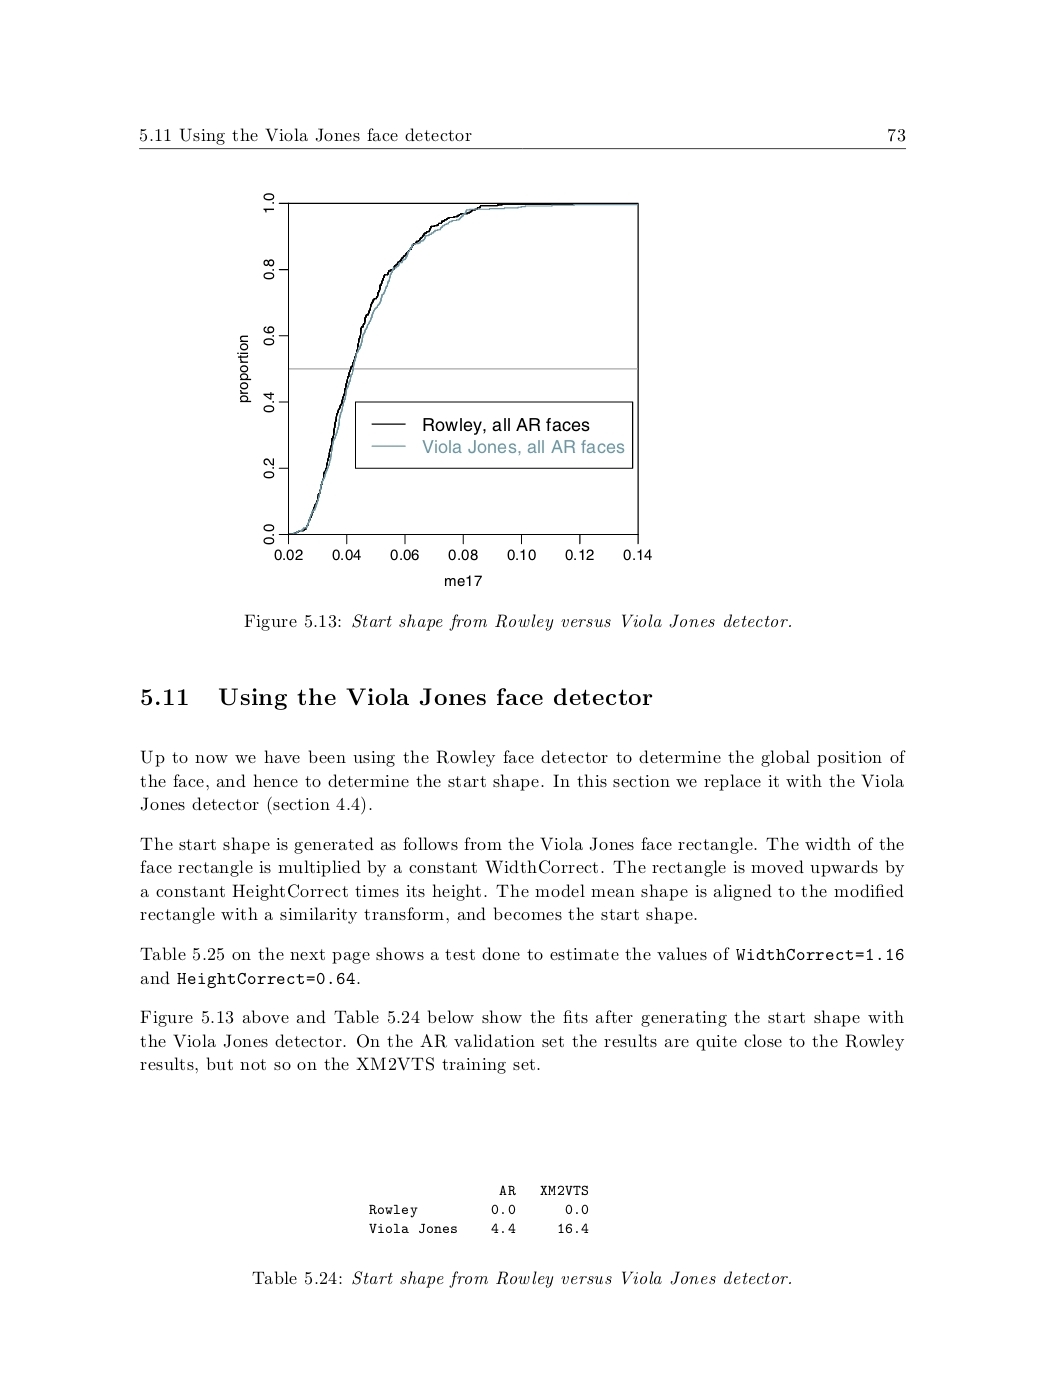 5.11 Using the Viola Jones face detector 73
1.0
0.8
0.6
0.4
0.2
0.0
proportion
Rowley, all AR faces
Viola Jones, all AR faces
0.02 0.04 0.06 0.08 0.10 0.12 0.14
me17
Figure 5.13: Start shape from Rowley versus Viola Jones detector.
5.11 Using the Viola Jones face detector
Up to now we have been using the Rowley face detector to determine the global position of
the face, and hence to determine the start shape. In this section we replace it with the Viola
Jones detector (section 4.4).
The start shape is generated as follows from the Viola Jones face rectangle. The width of the
face rectangle is multiplied by a constant WidthCorrect. The rectangle is moved upwards by
a constant HeightCorrect times its height. The model mean shape is aligned to the modified
rectangle with a similarity transform, and becomes the start shape.
Table 5.25 on the next page shows a test done to estimate the values of WidthCorrect=1.16
and HeightCorrect=0.64.
Figure 5.13 above and Table 5.24 below show the fits after generating the start shape with
the Viola Jones detector. On the AR validation set the results are quite close to the Rowley
results, but not so on the XM2VTS training set.
AR XM2VTS
Rowley 0.0 0.0
Viola Jones 4.4 16.4
Table 5.24: Start shape from Rowley versus Viola Jones detector.